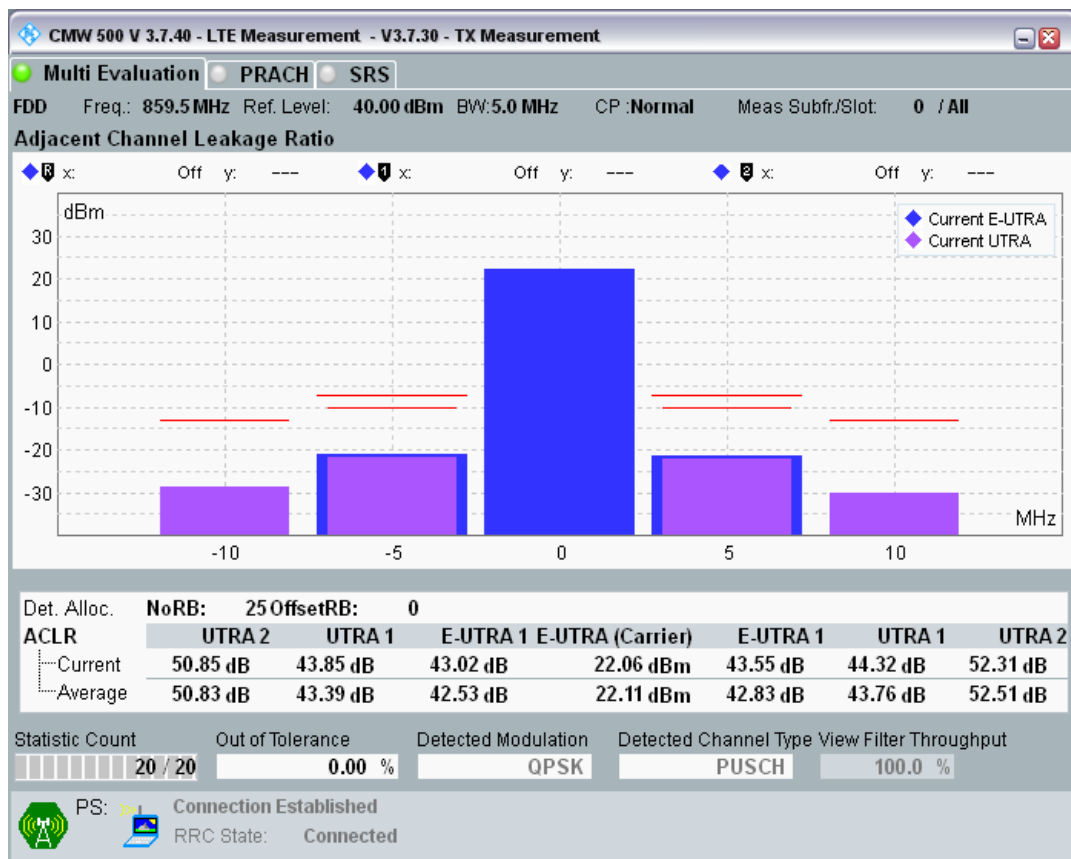 CMW 500 V 3.7.40 - LTE Measurement - V3.7.30 - TX Measurement
Multi Evaluation PRACH SRS
FDD Freq.: 859.5 MHz Ref. Level: 40.00 dBm BW:5.0 MHz CP :Normal Meas Subfr./Slot: 0 / All
Adjacent Channel Leakage Ratio
R x: Off y: --- 1 x: Off y: --- 2 x: Off y: ---
dBm
Current E-UTRA
Current UTRA
30
20
10
0
-10
-20
-30
MHz
-10 -5 0 5 10
Det. Alloc. NoRB: 25 OffsetRB: 0
ACLR UTRA 2 UTRA 1 E-UTRA 1 E-UTRA (Carrier) E-UTRA 1 UTRA 1 UTRA 2
Current 50.85 dB 43.85 dB 43.02 dB 22.06 dBm 43.55 dB 44.32 dB 52.31 dB
Average 50.83 dB 43.39 dB 42.53 dB 22.11 dBm 42.83 dB 43.76 dB 52.51 dB
Statistic Count Out of Tolerance Detected Modulation Detected Channel Type View Filter Throughput
20 / 20 0.00 % QPSK PUSCH 100.0 %
PS: Connection Established
RRC State: Connected